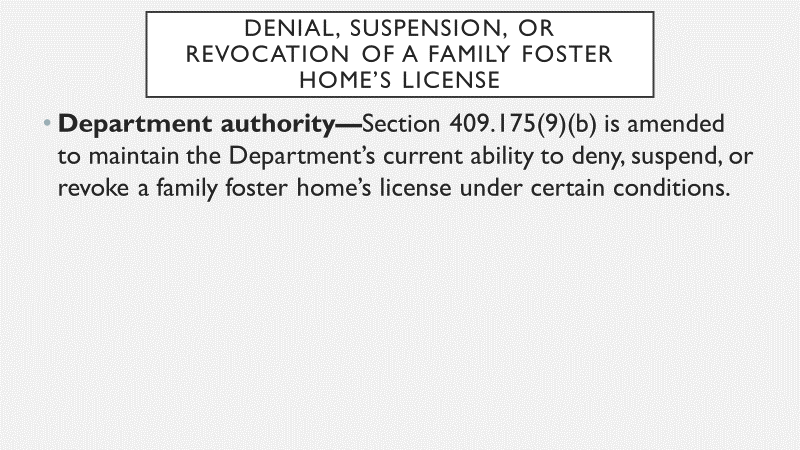 DENIAL, SUSPENSION, OR
REVOCATION OF A FAMILY FOSTER
HOME’S LICENSE
• Department authority—Section 409.175(9)(b) is amended
to maintain the Department’s current ability to deny, suspend, or
revoke a family foster home’s license under certain conditions.